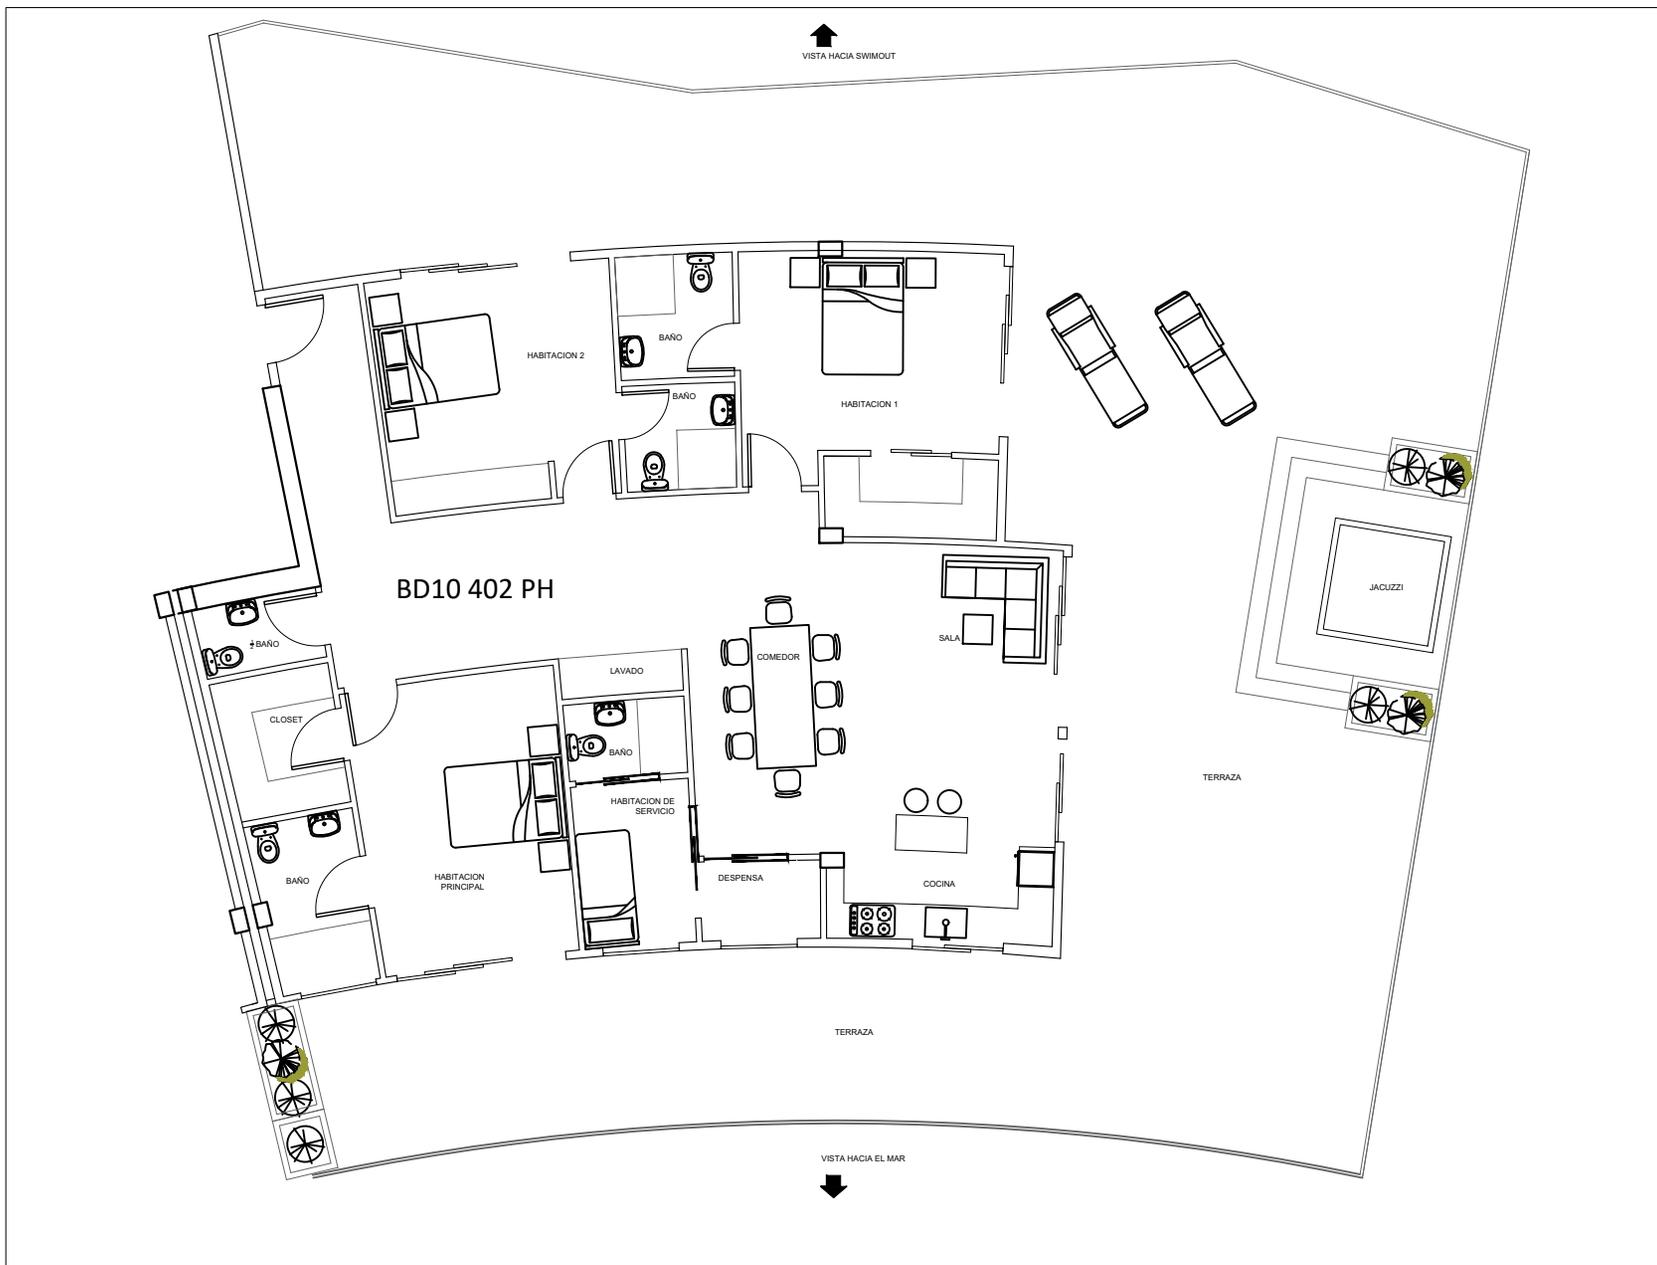 VISTA HACIA SWIMOUT
HABITACION 2
BAÑO
BAÑO
HABITACION 1
BD10 402 PH
JACUZZI
SALA
½ BAÑO
COMEDOR
LAVADO
CLOSET
BAÑO
TERRAZA
HABITACION DE
SERVICIO
HABITACION
PRINCIPAL
BAÑO
DESPENSA
COCINA
TERRAZA
VISTA HACIA EL MAR